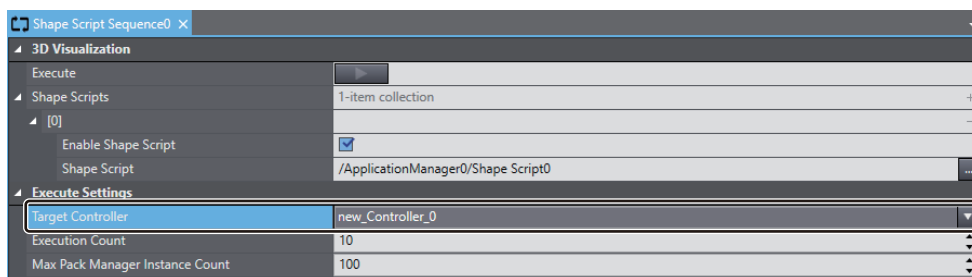 Shape Script Sequence0
3D Visualization
Execute
Shape Scripts 1-item collection
[0]
Enable Shape Script
Shape Script /ApplicationManager0/Shape Script0 ...
Execute Settings
Target Controller new_Controller_0
Execution Count 10
Max Pack Manager Instance Count 100